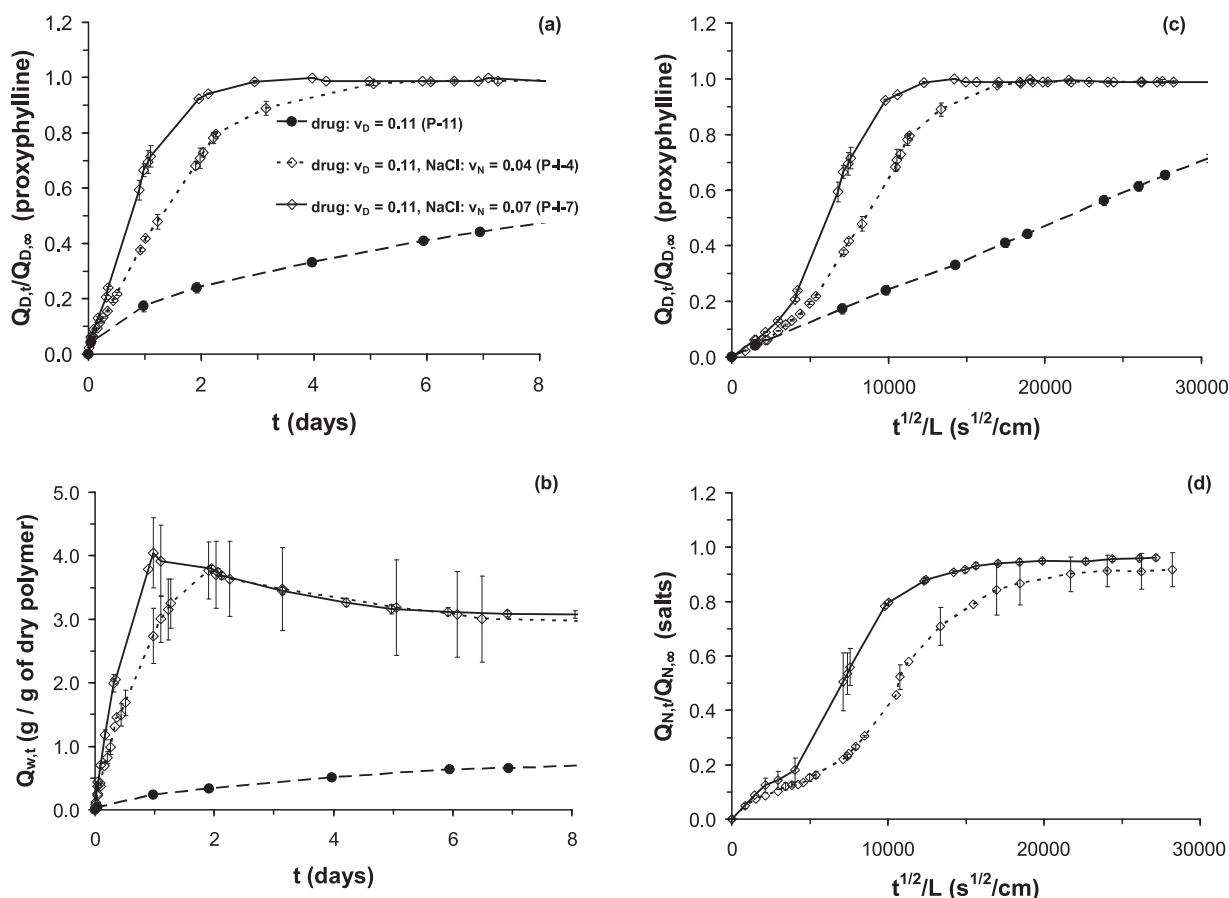 (a)
1.2
1.0
0.8
0.6
0.4
0.2
0.0
Q_D,t/Q_D,∞ (proxyphylline)
drug: v_D = 0.11 (P-11)
drug: v_D = 0.11, NaCl: v_N = 0.04 (P-I-4)
drug: v_D = 0.11, NaCl: v_N = 0.07 (P-I-7)
0 2 4 6 8
t (days)
(c)
1.2
1.0
0.8
0.6
0.4
0.2
0.0
Q_D,t/Q_D,∞ (proxyphylline)
0 10000 20000 30000
t^1/2/L (s^1/2/cm)
(b)
5.0
4.0
3.0
2.0
1.0
0.0
Q_w,t (g / g of dry polymer)
0 2 4 6 8
t (days)
(d)
1.2
1.0
0.8
0.6
0.4
0.2
0.0
Q_N,t/Q_N,∞ (salts)
0 10000 20000 30000
t^1/2/L (s^1/2/cm)